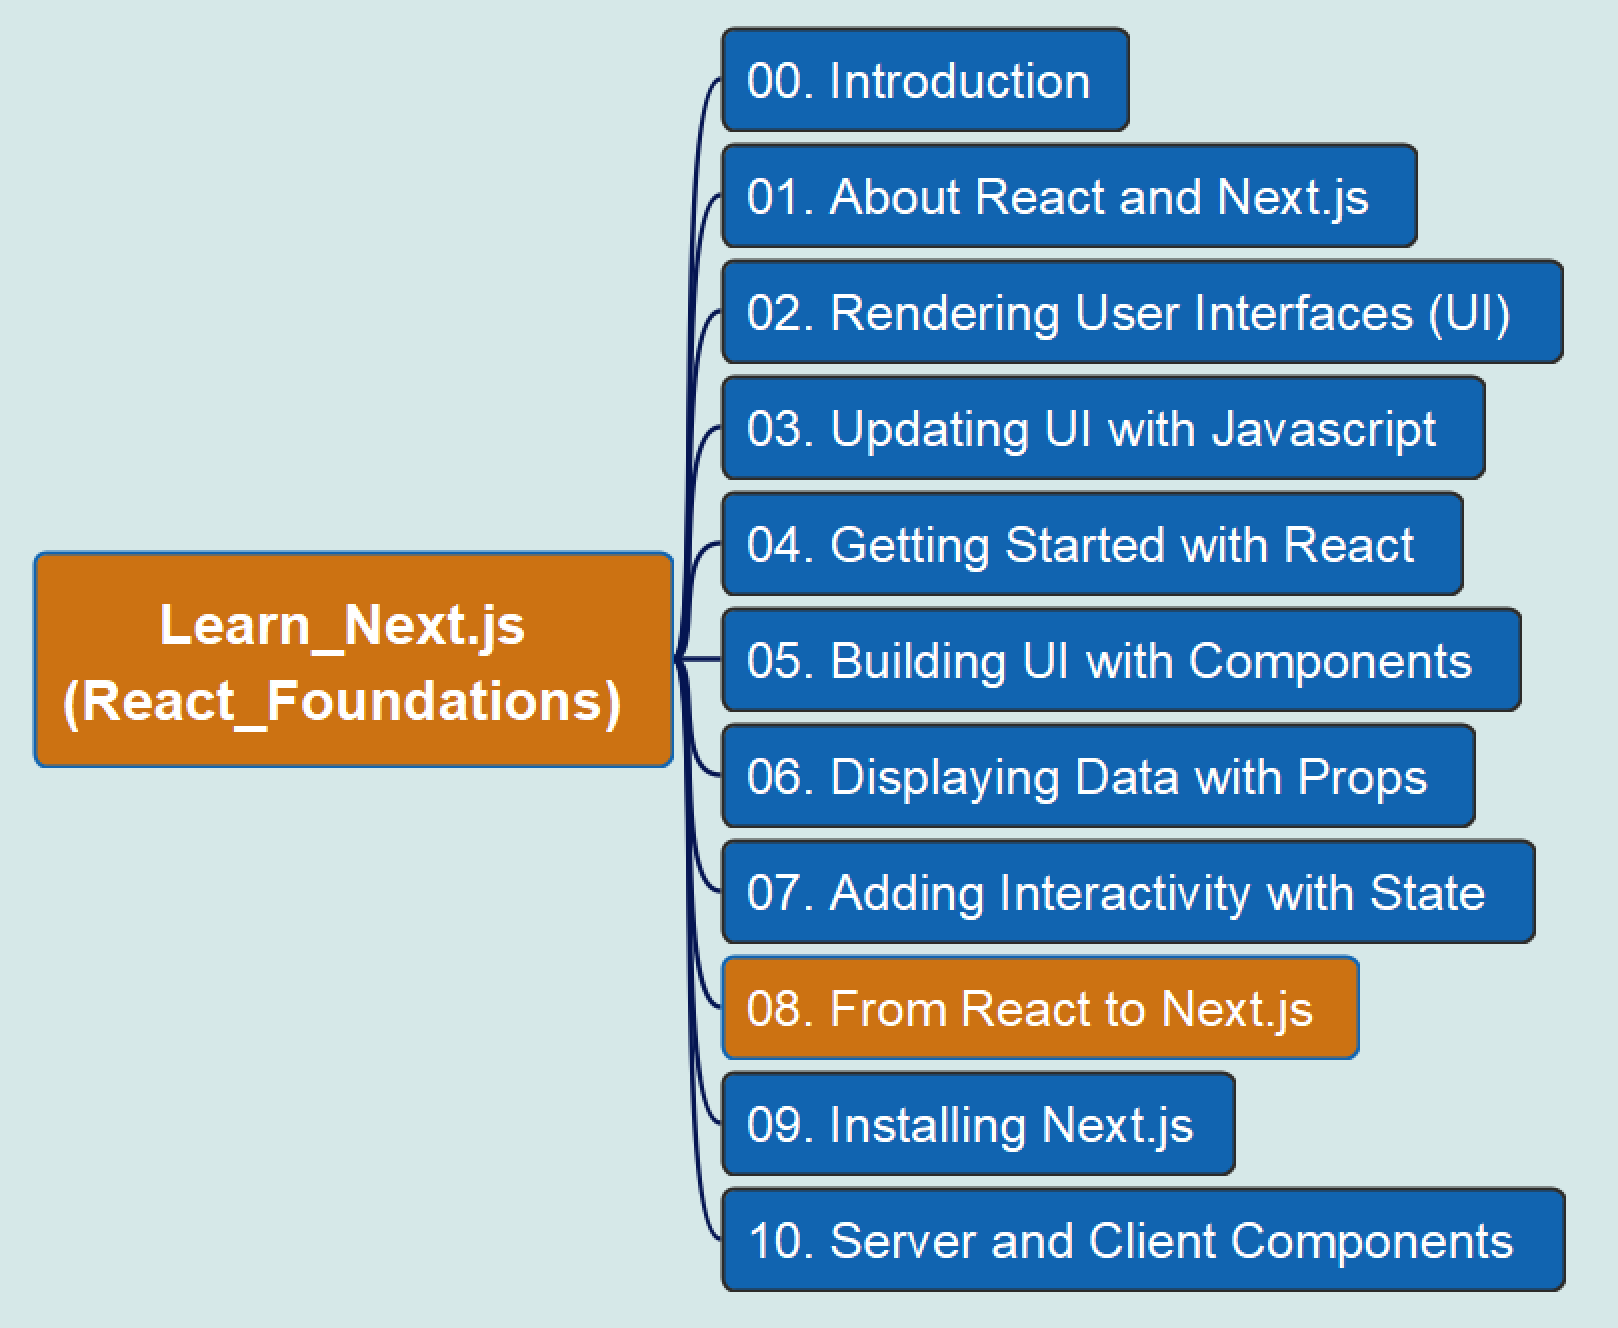 Learn_Next.js
(React_Foundations)
00. Introduction
01. About React and Next.js
02. Rendering User Interfaces (UI)
03. Updating UI with Javascript
04. Getting Started with React
05. Building UI with Components
06. Displaying Data with Props
07. Adding Interactivity with State
08. From React to Next.js
09. Installing Next.js
10. Server and Client Components